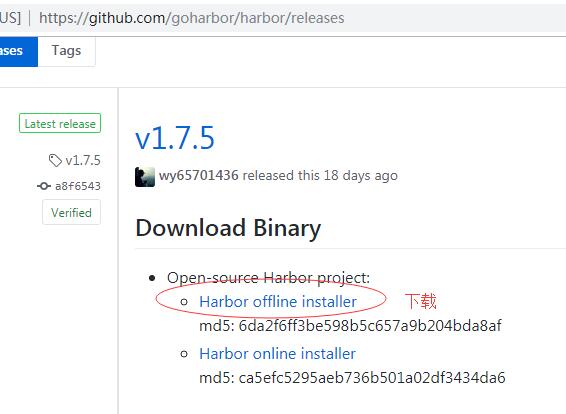 US] | https://github.com/goharbor/harbor/releases
ases Tags
Latest release
v1.7.5
a8f6543
Verified
v1.7.5
wy65701436 released this 18 days ago
Download Binary
• Open-source Harbor project:
Harbor offline installer 下载
md5: 6da2f6ff3be598b5c657a9b204bda8af
Harbor online installer
md5: ca5efc5295aeb736b501a02df3434da6